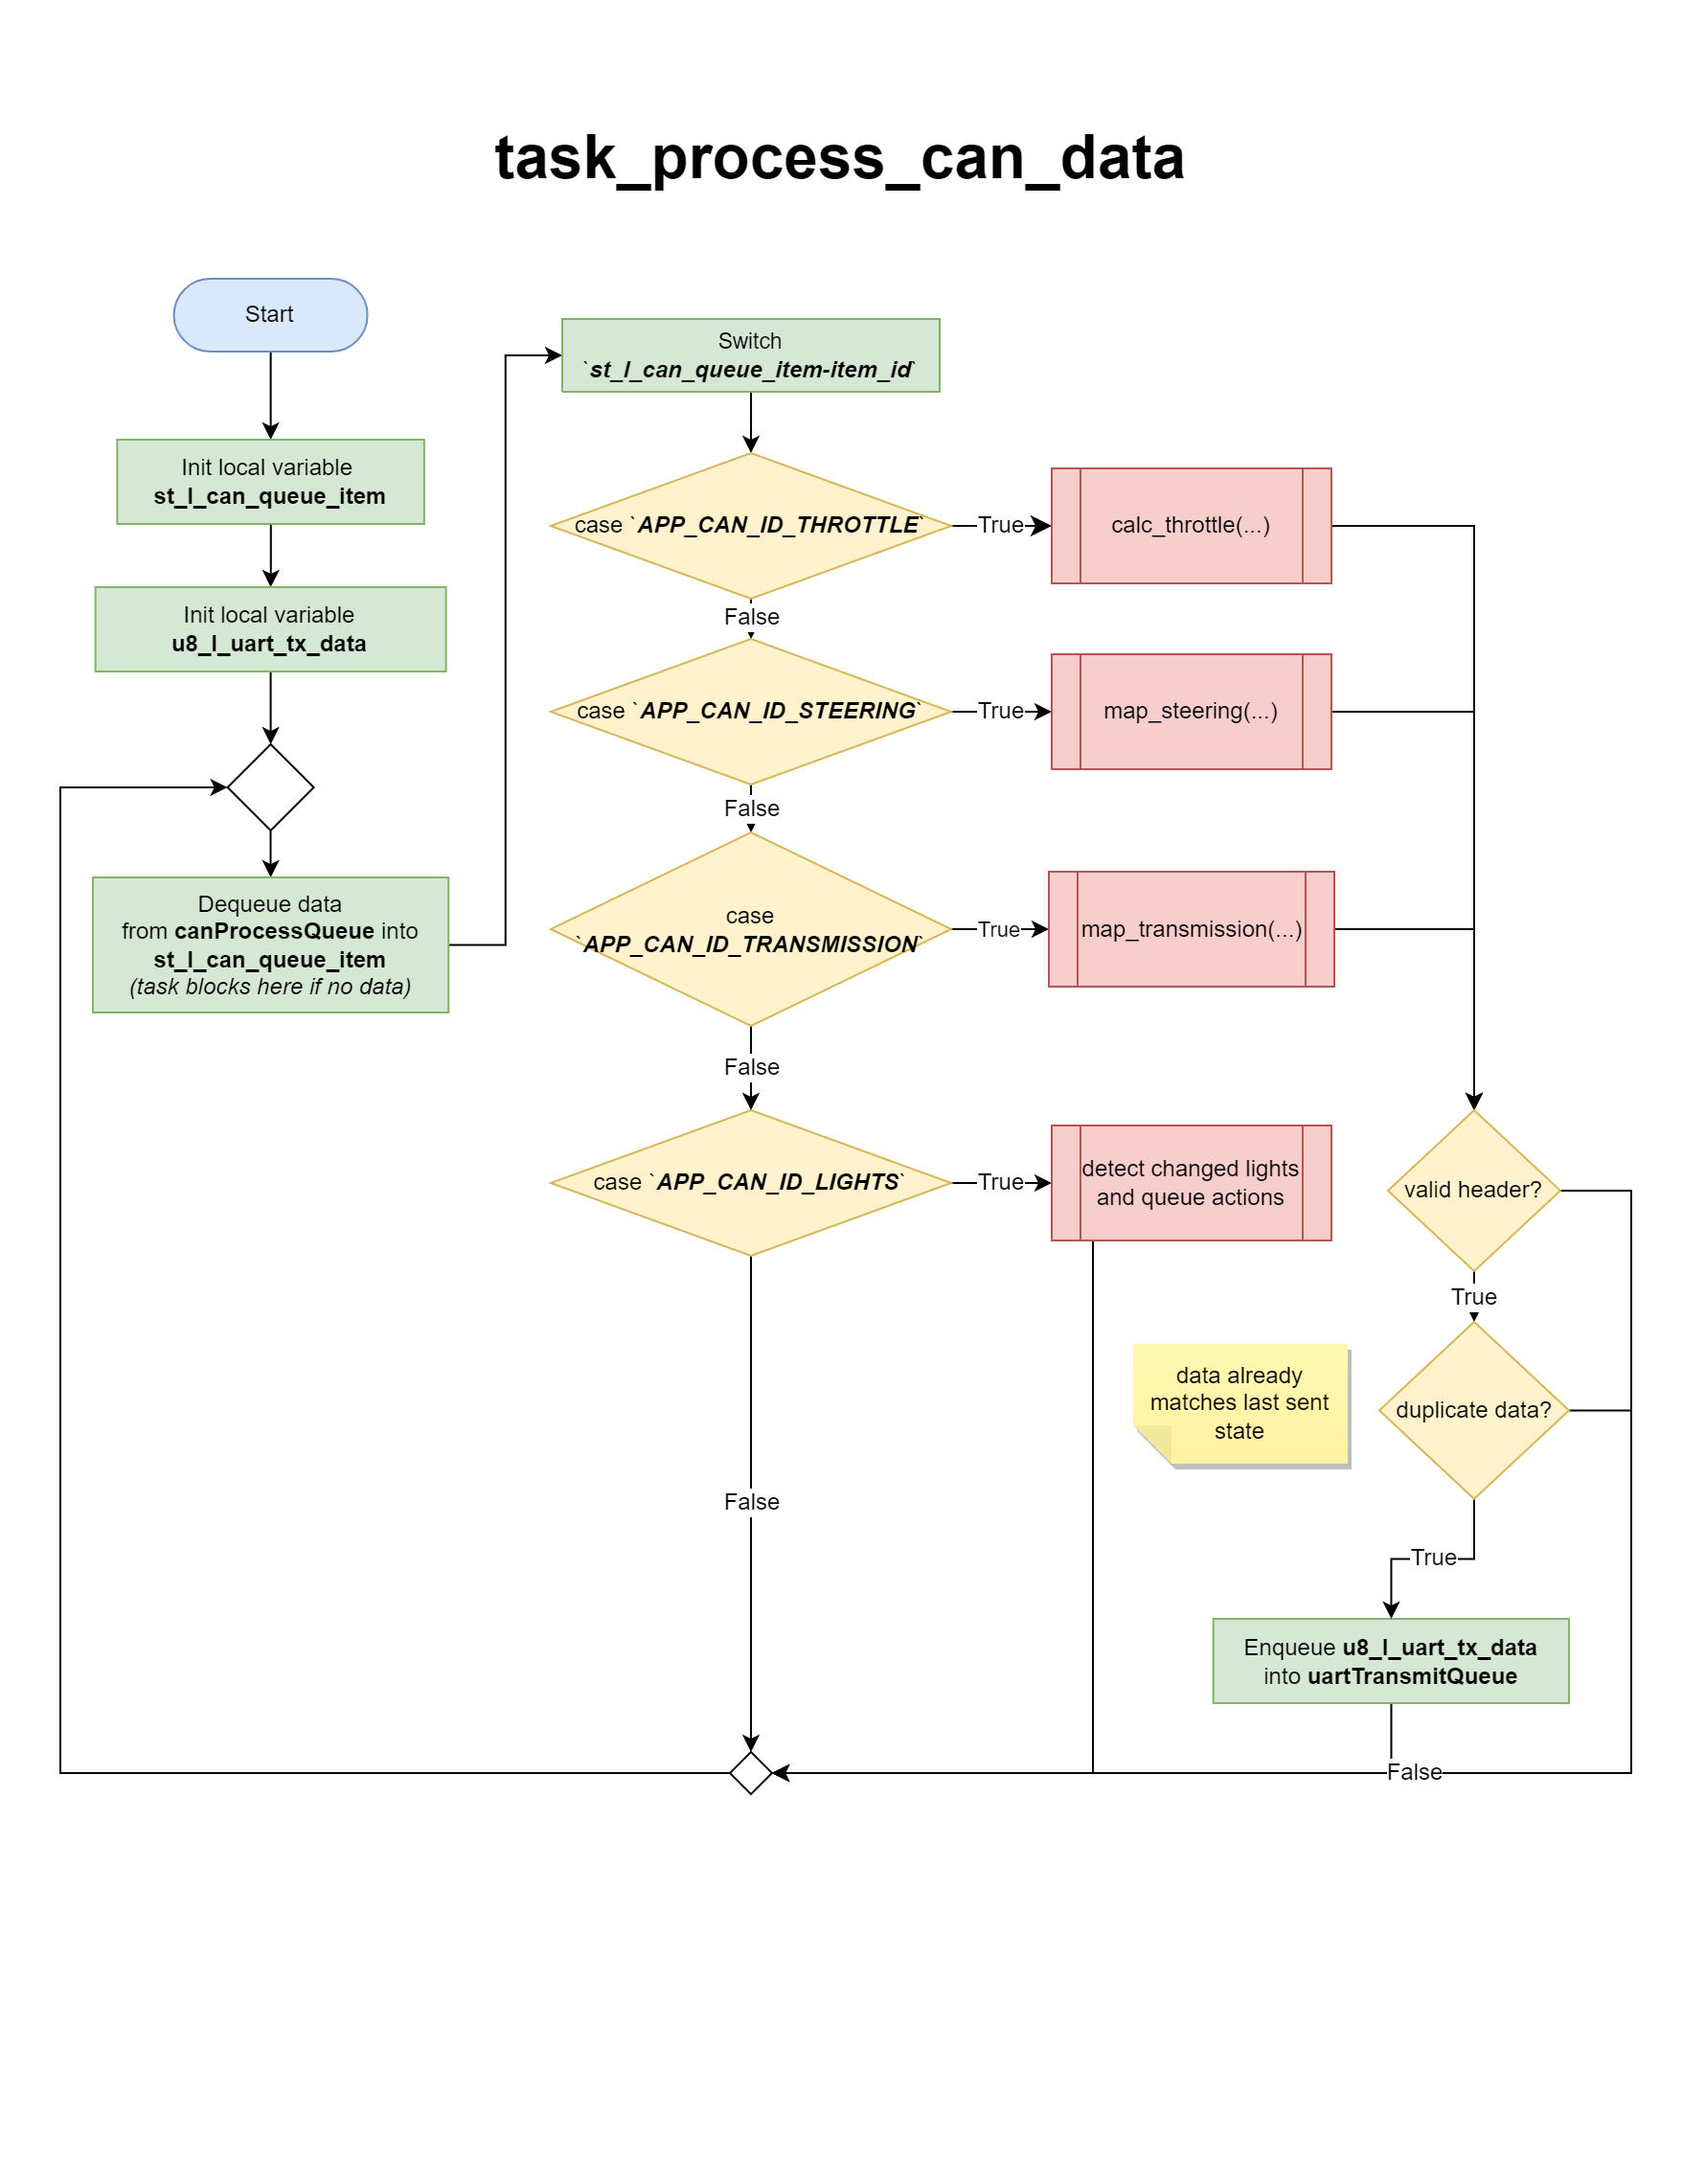 task_process_can_data
Start
Init local variable
st_l_can_queue_item
Init local variable
u8_l_uart_tx_data
Dequeue data
from canProcessQueue into
st_l_can_queue_item
(task blocks here if no data)
Switch
`st_l_can_queue_item-item_id`
case `APP_CAN_ID_THROTTLE`
True
calc_throttle(...)
False
case `APP_CAN_ID_STEERING`
True
map_steering(...)
False
case
`APP_CAN_ID_TRANSMISSION`
True
map_transmission(...)
False
case `APP_CAN_ID_LIGHTS`
True
detect changed lights
and queue actions
False
valid header?
True
data already
matches last sent
state
duplicate data?
True
Enqueue u8_l_uart_tx_data
into uartTransmitQueue
False